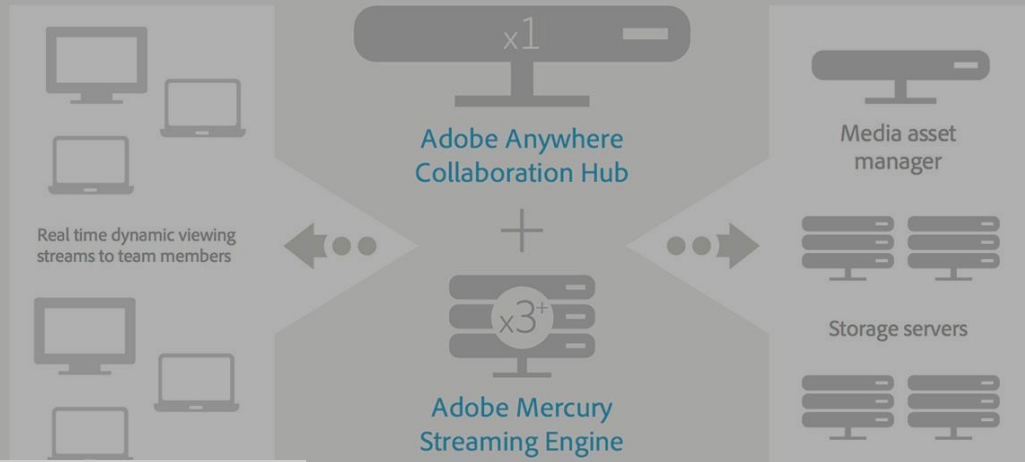 x1
Adobe Anywhere
Collaboration Hub
Media asset
manager
Real time dynamic viewing
streams to team members
+
x3+
Storage servers
Adobe Mercury
Streaming Engine